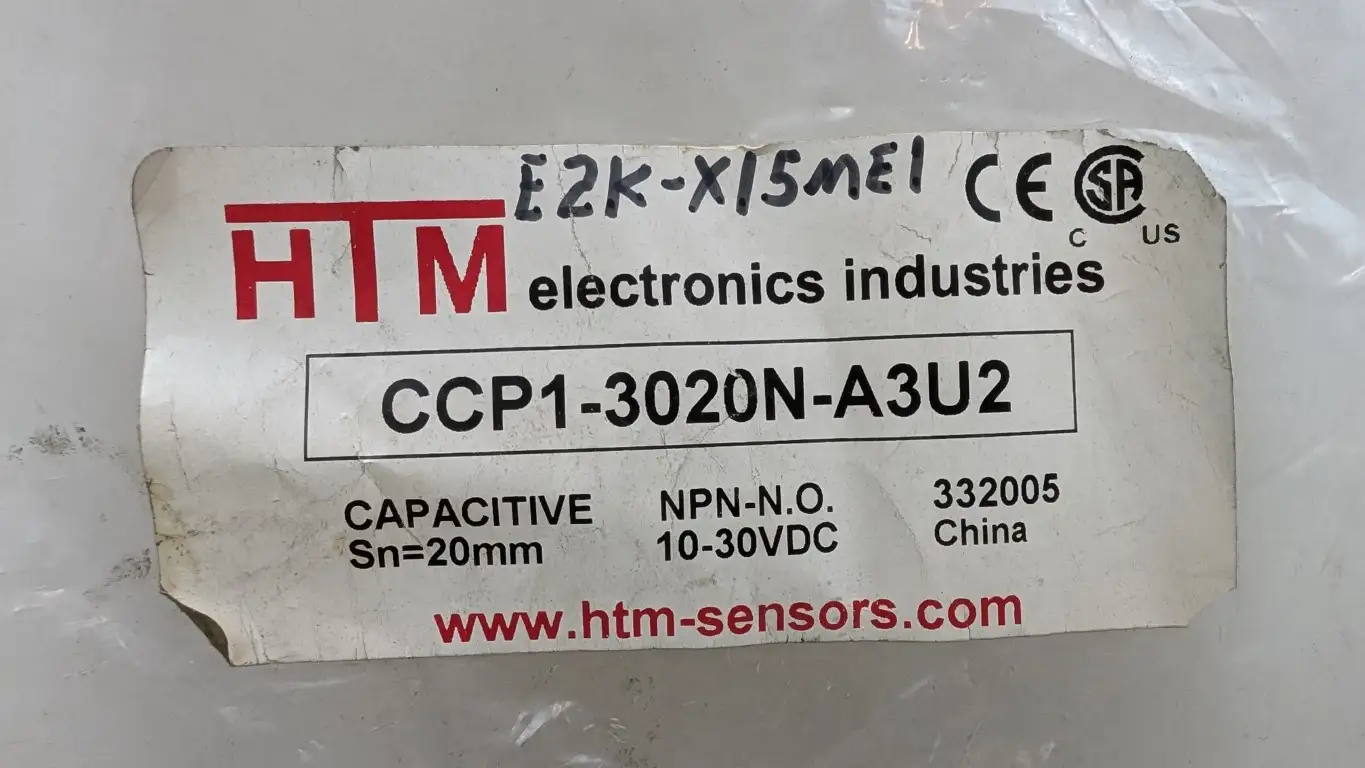 E2K-X15ME1
CE CSA
C US
HTM electronics industries
CCP1-3020N-A3U2
CAPACITIVE NPN-N.O. 332005
Sn=20mm 10-30VDC China
www.htm-sensors.com